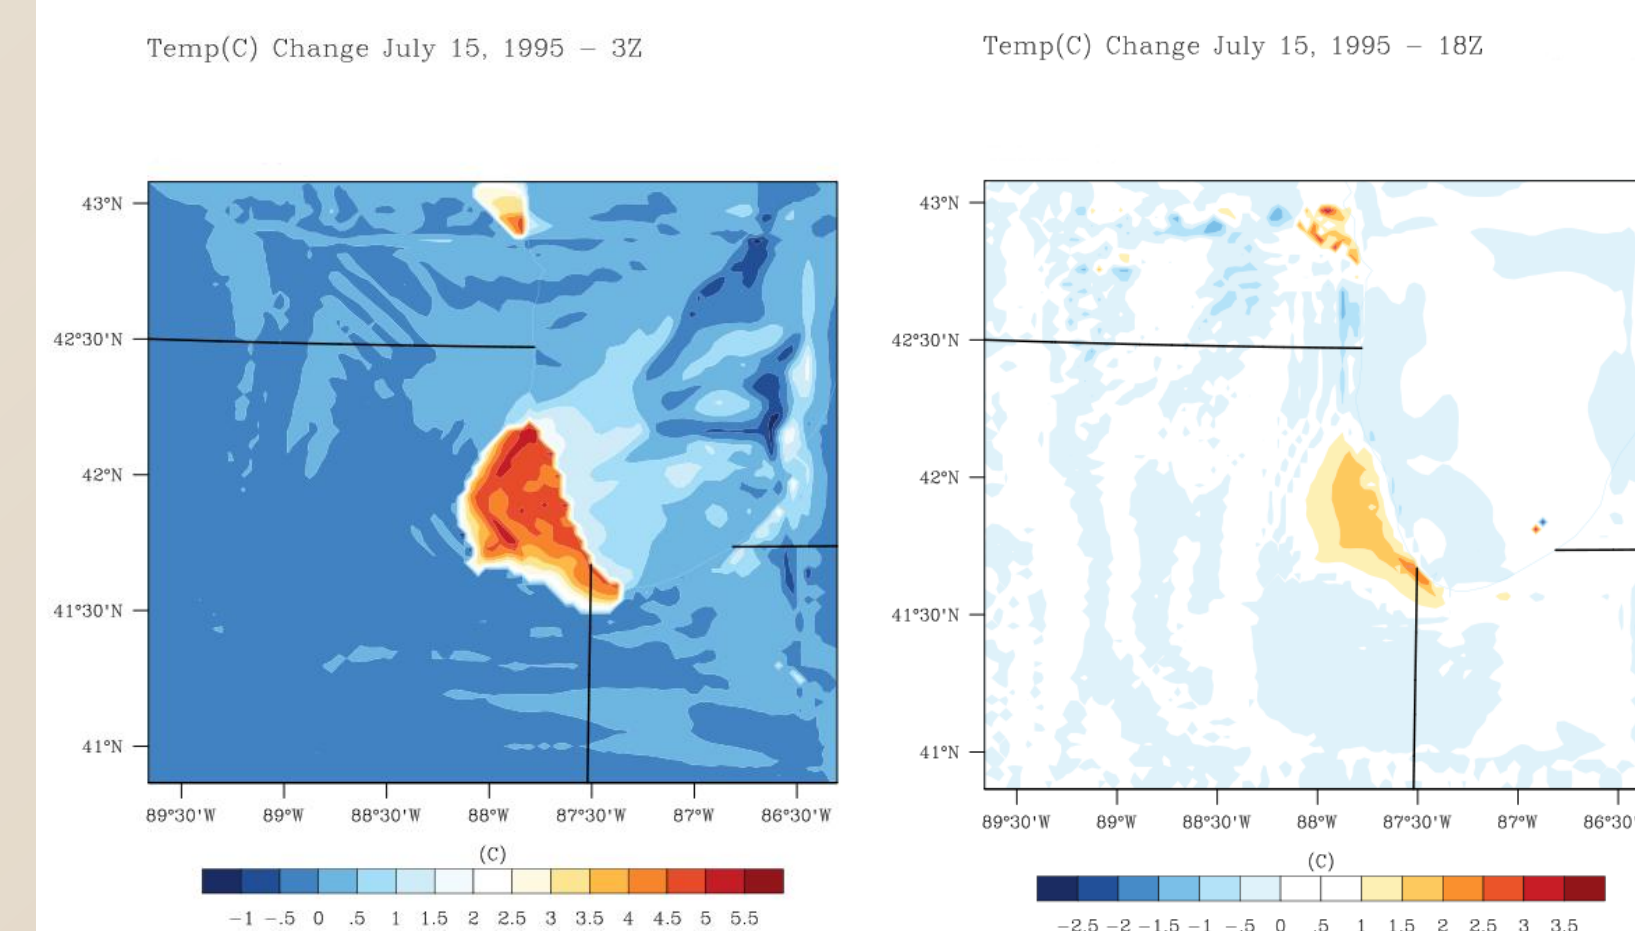 Temp(C) Change July 15, 1995 – 3Z
43°N
42°30'N
42°N
41°30'N
41°N
89°30'W 89°W 88°30'W 88°W 87°30'W 87°W 86°30'W
(C)
−1 −.5 0 .5 1 1.5 2 2.5 3 3.5 4 4.5 5 5.5
Temp(C) Change July 15, 1995 – 18Z
43°N
42°30'N
42°N
41°30'N
41°N
89°30'W 89°W 88°30'W 88°W 87°30'W 87°W 86°30'
(C)
−2.5 −2 −1.5 −1 −.5 0 .5 1 1.5 2 2.5 3 3.5